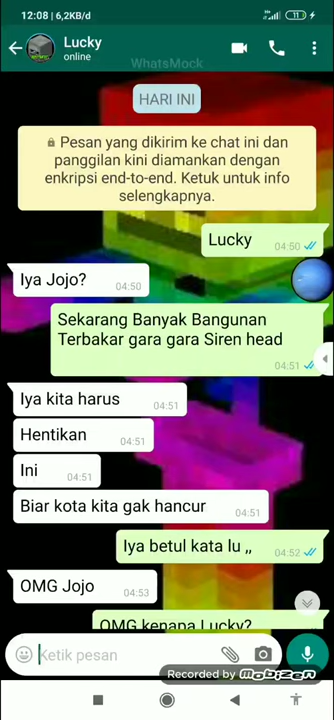 12:08 | 6,2KB/d
11
Lucky
online
WhatsMock
HARI INI
Pesan yang dikirim ke chat ini dan
panggilan kini diamankan dengan
enkripsi end-to-end. Ketuk untuk info
selengkapnya.
Lucky 04:50
Iya Jojo? 04:50
Sekarang Banyak Bangunan
Terbakar gara gara Siren head
04:51
Iya kita harus 04:51
Hentikan 04:51
Ini 04:51
Biar kota kita gak hancur 04:51
Iya betul kata lu ,, 04:52
OMG Jojo 04:53
OMG kenapa Lucky?
Ketik pesan
Recorded by mobizen